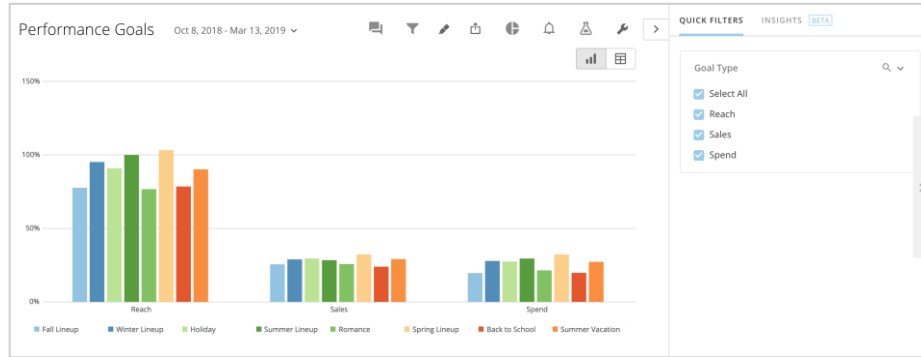 Performance Goals Oct 8, 2018 - Mar 13, 2019
QUICK FILTERS INSIGHTS BETA
Goal Type
Select All
Reach
Sales
Spend
150%
100%
50%
0%
Reach Sales Spend
Fall Lineup Winter Lineup Holiday Summer Lineup Romance Spring Lineup Back to School Summer Vacation